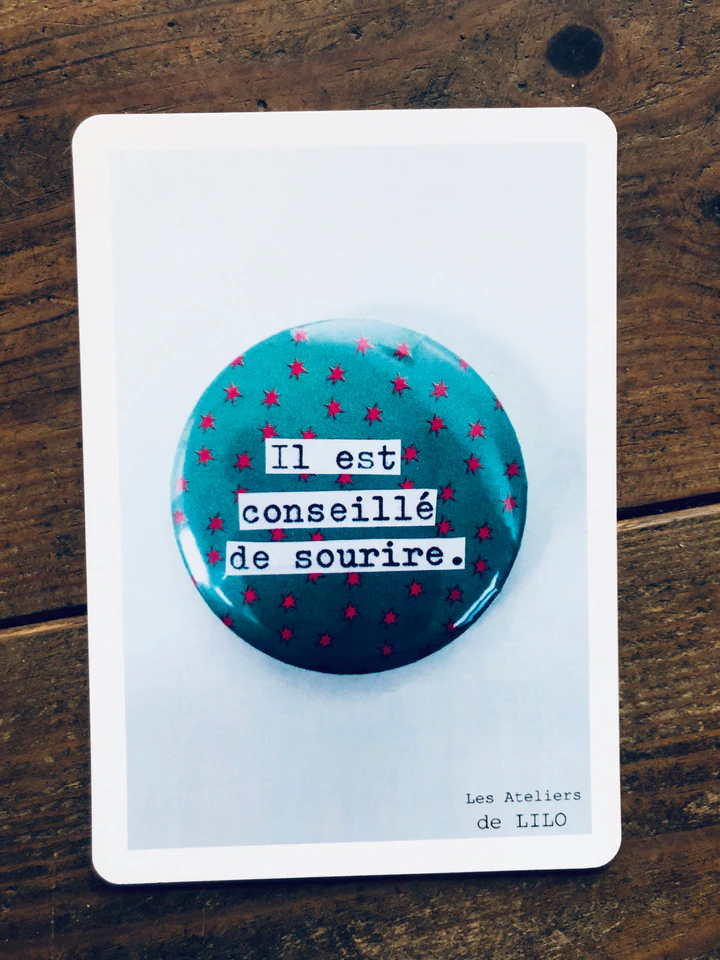 Il est
conseillé
de sourire.
Les Ateliers
de LILO